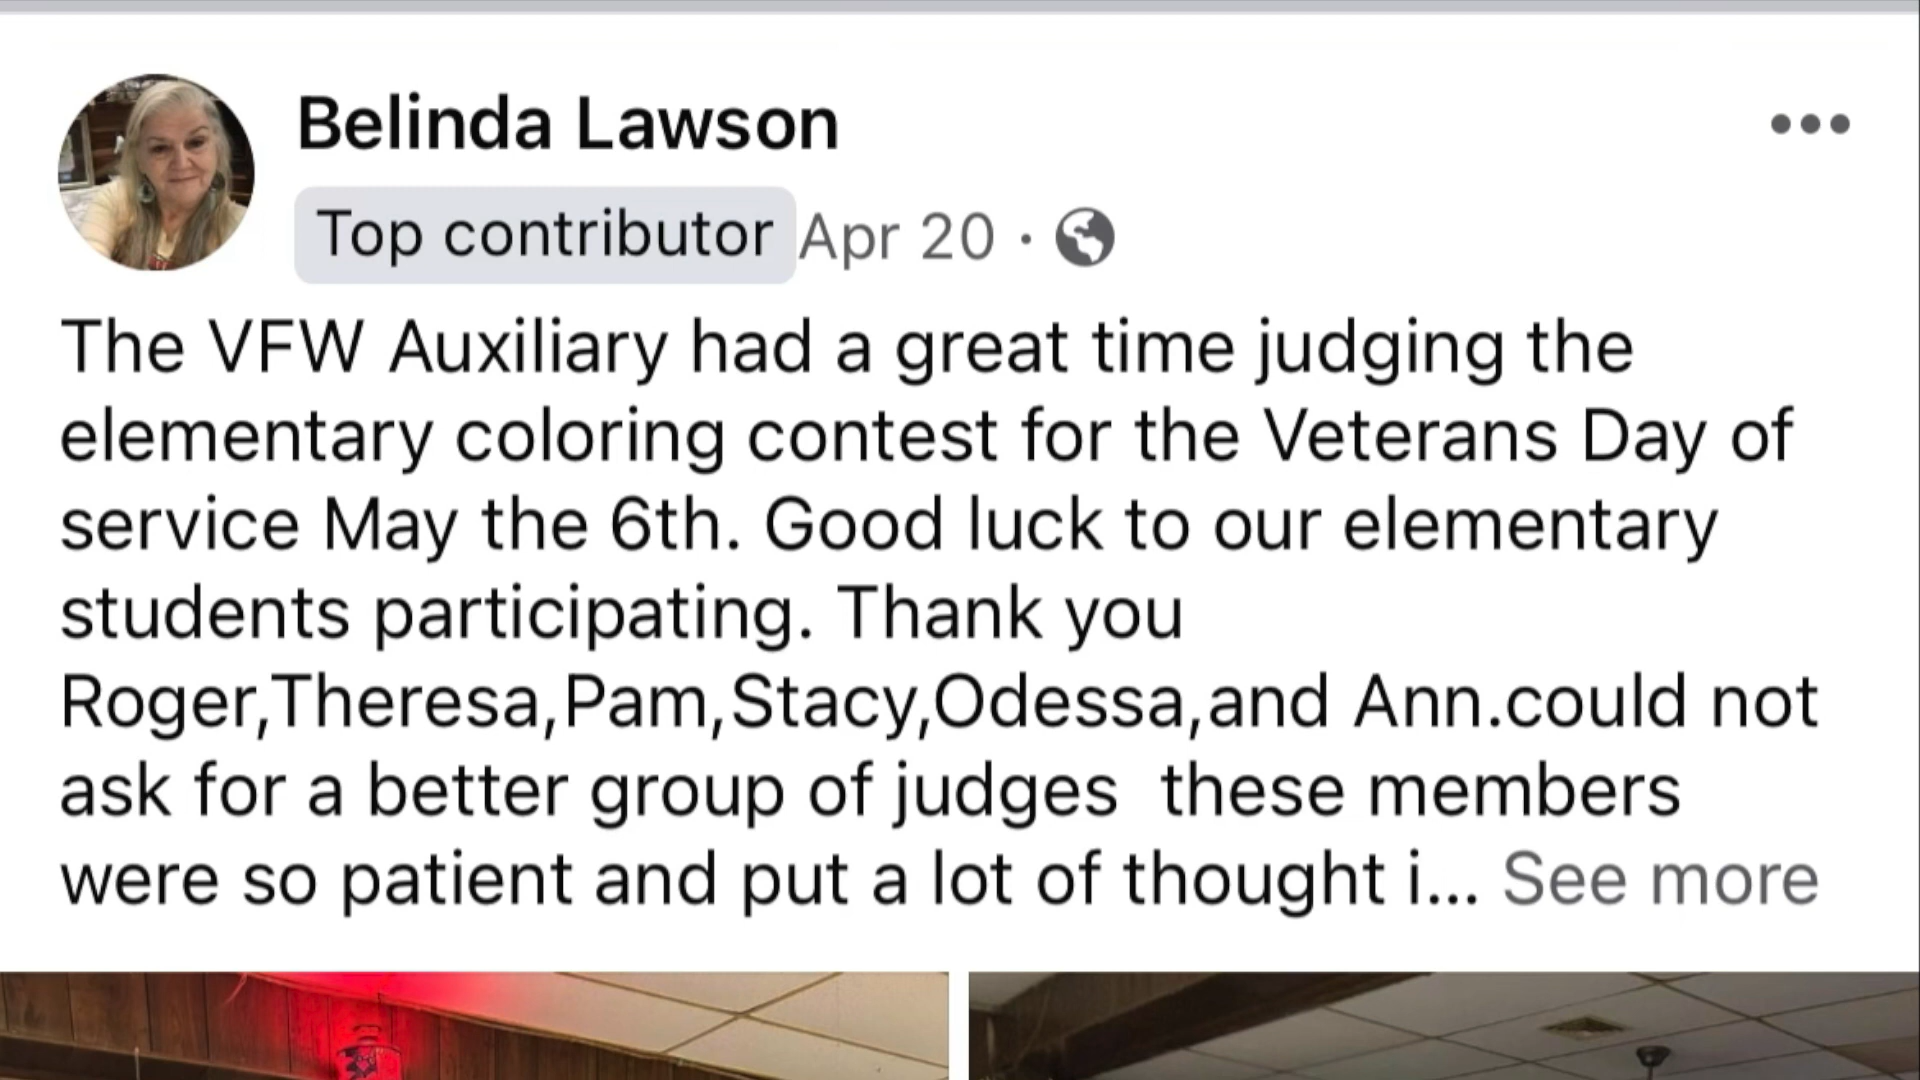 Belinda Lawson
Top contributor Apr 20 ·
The VFW Auxiliary had a great time judging the
elementary coloring contest for the Veterans Day of
service May the 6th. Good luck to our elementary
students participating. Thank you
Roger,Theresa,Pam,Stacy,Odessa,and Ann.could not
ask for a better group of judges  these members
were so patient and put a lot of thought i... See more